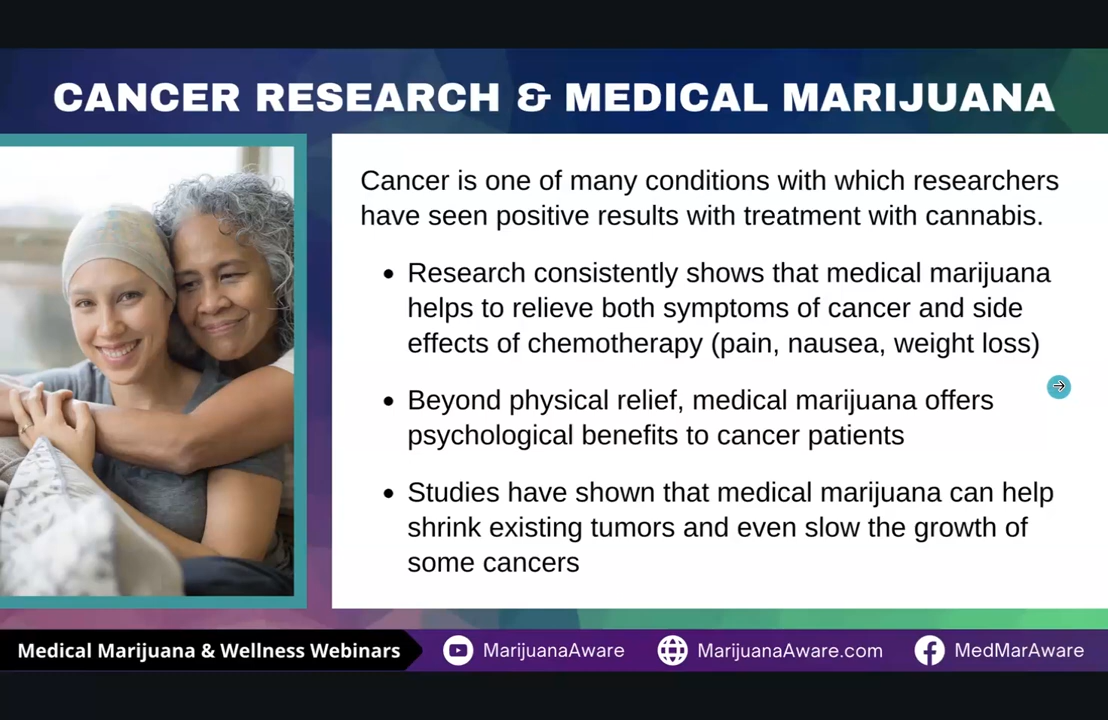 CANCER RESEARCH & MEDICAL MARIJUANA
Cancer is one of many conditions with which researchers
have seen positive results with treatment with cannabis.
• Research consistently shows that medical marijuana
helps to relieve both symptoms of cancer and side
effects of chemotherapy (pain, nausea, weight loss)
• Beyond physical relief, medical marijuana offers
psychological benefits to cancer patients
• Studies have shown that medical marijuana can help
shrink existing tumors and even slow the growth of
some cancers
Medical Marijuana & Wellness Webinars MarijuanaAware MarijuanaAware.com MedMarAware